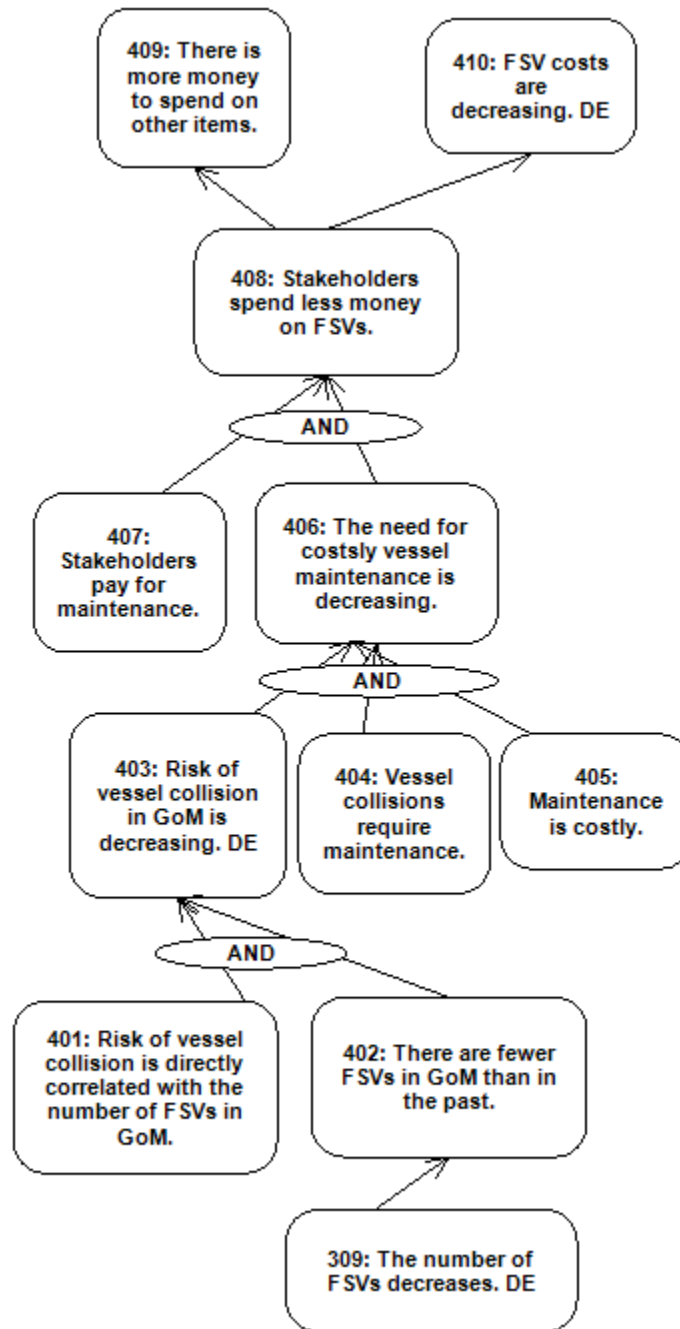 409: There is
more money
to spend on
other items.
410: FSV costs
are
decreasing. DE
408: Stakeholders
spend less money
on FSVs.
AND
407:
Stakeholders
pay for
maintenance.
406: The need for
costsly vessel
maintenance is
decreasing.
AND
403: Risk of
vessel collision
in GoM is
decreasing. DE
404: Vessel
collisions
require
maintenance.
405:
Maintenance
is costly.
AND
401: Risk of vessel
collision is directly
correlated with the
number of FSVs in
GoM.
402: There are fewer
FSVs in GoM than in
the past.
309: The number of
FSVs decreases. DE